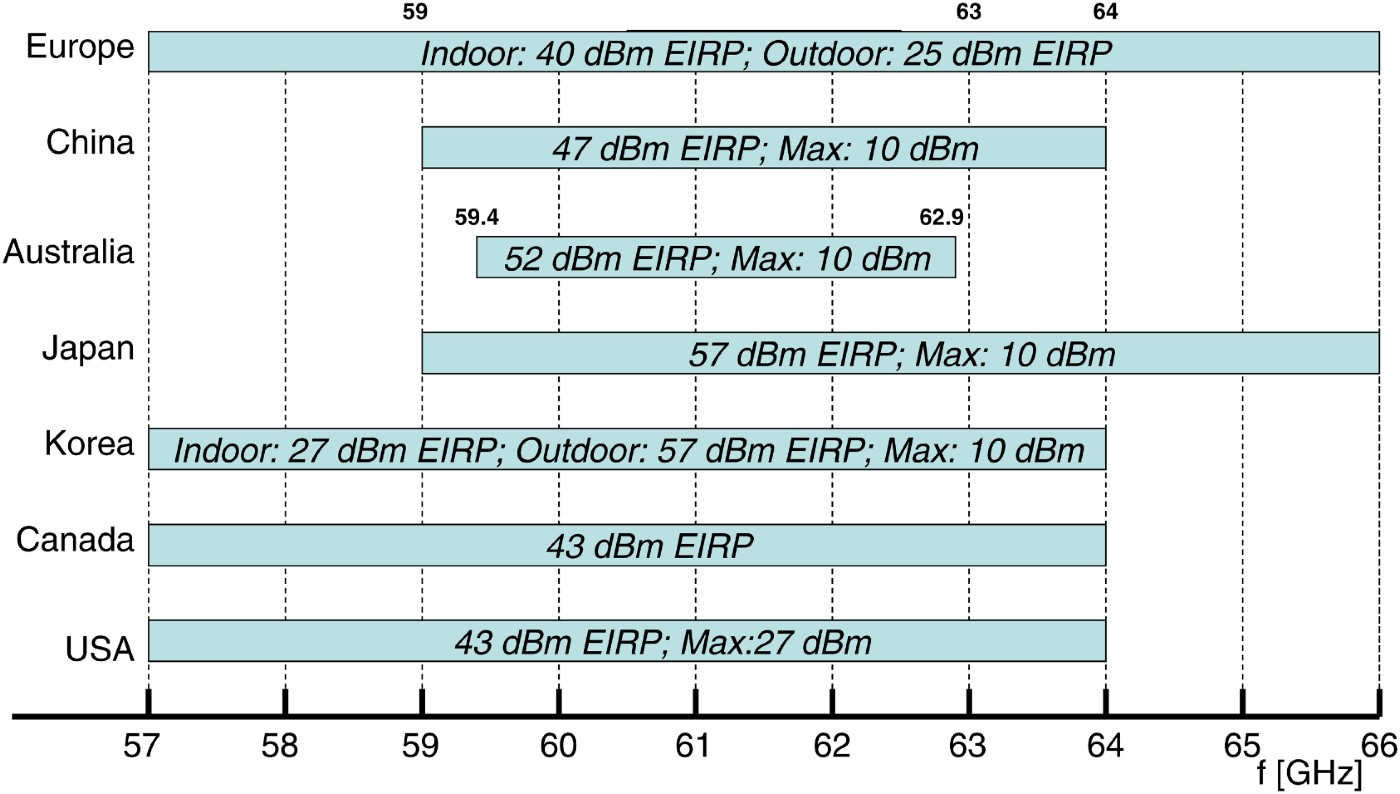 59 63 64
Europe Indoor: 40 dBm EIRP; Outdoor: 25 dBm EIRP
China 47 dBm EIRP; Max: 10 dBm
59.4 62.9
Australia 52 dBm EIRP; Max: 10 dBm
Japan 57 dBm EIRP; Max: 10 dBm
Korea Indoor: 27 dBm EIRP; Outdoor: 57 dBm EIRP; Max: 10 dBm
Canada 43 dBm EIRP
USA 43 dBm EIRP; Max:27 dBm
57 58 59 60 61 62 63 64 65 66
f [GHz]